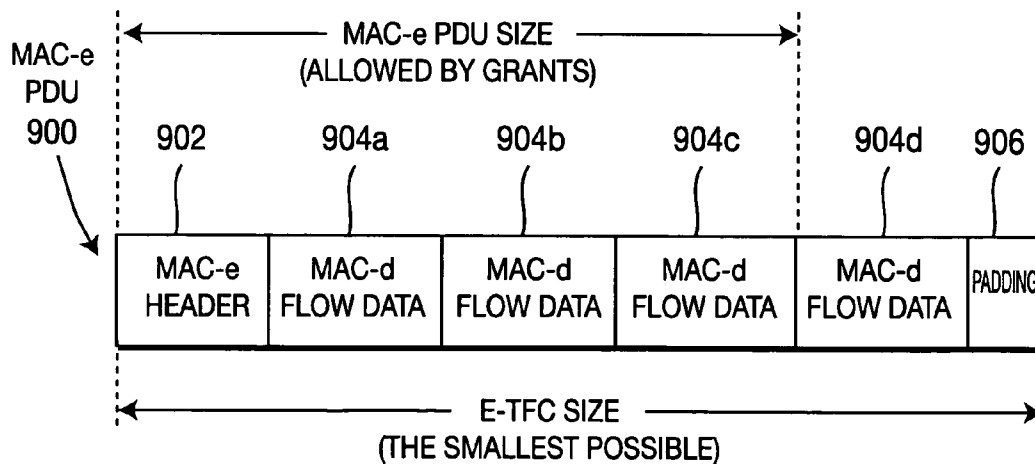 MAC-e PDU SIZE
(ALLOWED BY GRANTS)
MAC-e
PDU
900
902
904a
904b
904c
904d
906
MAC-e
HEADER
MAC-d
FLOW DATA
MAC-d
FLOW DATA
MAC-d
FLOW DATA
MAC-d
FLOW DATA
PADDING
E-TFC SIZE
(THE SMALLEST POSSIBLE)